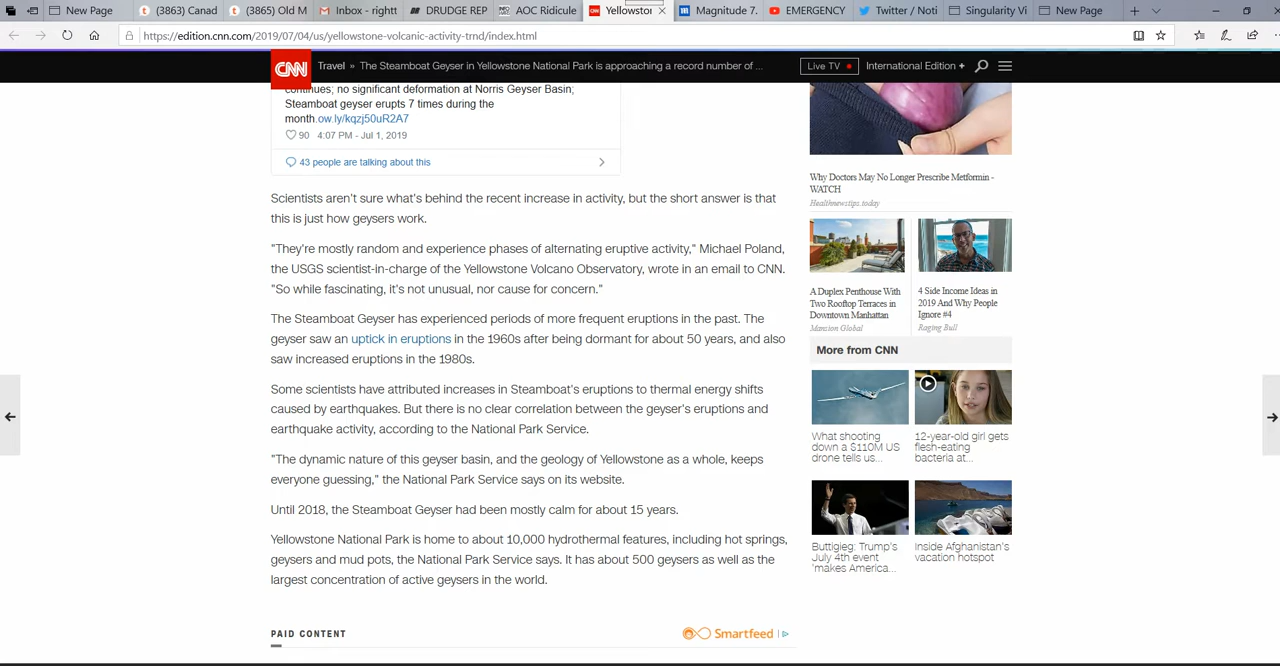 New Page
(3863) Canad
(3865) Old M
Inbox - rightt
DRUDGE REP
AOC Ridicule
Yellowstor
Magnitude 7.
EMERGENCY
Twitter / Noti
Singularity Vi
New Page
https://edition.cnn.com/2019/07/04/us/yellowstone-volcanic-activity-trnd/index.html
CNN
Travel » The Steamboat Geyser in Yellowstone National Park is approaching a record number of ...
Live TV
International Edition +
continues; no significant deformation at Norris Geyser Basin;
Steamboat geyser erupts 7 times during the
month.ow.ly/kqzj50uR2A7
90 4:07 PM - Jul 1, 2019
43 people are talking about this
Scientists aren't sure what's behind the recent increase in activity, but the short answer is that
this is just how geysers work.
"They're mostly random and experience phases of alternating eruptive activity," Michael Poland,
the USGS scientist-in-charge of the Yellowstone Volcano Observatory, wrote in an email to CNN.
"So while fascinating, it's not unusual, nor cause for concern."
The Steamboat Geyser has experienced periods of more frequent eruptions in the past. The
geyser saw an uptick in eruptions in the 1960s after being dormant for about 50 years, and also
saw increased eruptions in the 1980s.
Some scientists have attributed increases in Steamboat's eruptions to thermal energy shifts
caused by earthquakes. But there is no clear correlation between the geyser's eruptions and
earthquake activity, according to the National Park Service.
"The dynamic nature of this geyser basin, and the geology of Yellowstone as a whole, keeps
everyone guessing," the National Park Service says on its website.
Until 2018, the Steamboat Geyser had been mostly calm for about 15 years.
Yellowstone National Park is home to about 10,000 hydrothermal features, including hot springs,
geysers and mud pots, the National Park Service says. It has about 500 geysers as well as the
largest concentration of active geysers in the world.
PAID CONTENT
Smartfeed
Why Doctors May No Longer Prescribe Metformin -
WATCH
Healthnewstips.today
A Duplex Penthouse With
Two Rooftop Terraces in
Downtown Manhattan
Mansion Global
4 Side Income Ideas in
2019 And Why People
Ignore #4
Raging Bull
More from CNN
What shooting
down a $110M US
drone tells us...
12-year-old girl gets
flesh-eating
bacteria at...
Buttigieg: Trump's
July 4th event
'makes America...
Inside Afghanistan's
vacation hotspot